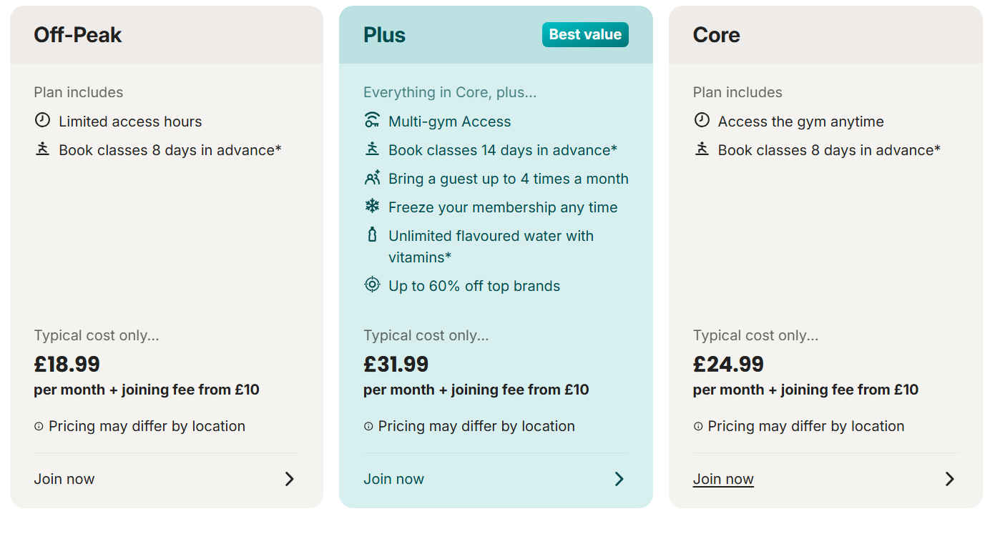 Off-Peak
Plan includes
Limited access hours
Book classes 8 days in advance*
Typical cost only...
£18.99
per month + joining fee from £10
Pricing may differ by location
Join now
Plus
Best value
Everything in Core, plus...
Multi-gym Access
Book classes 14 days in advance*
Bring a guest up to 4 times a month
Freeze your membership any time
Unlimited flavoured water with
vitamins*
Up to 60% off top brands
Typical cost only...
£31.99
per month + joining fee from £10
Pricing may differ by location
Join now
Core
Plan includes
Access the gym anytime
Book classes 8 days in advance*
Typical cost only...
£24.99
per month + joining fee from £10
Pricing may differ by location
Join now